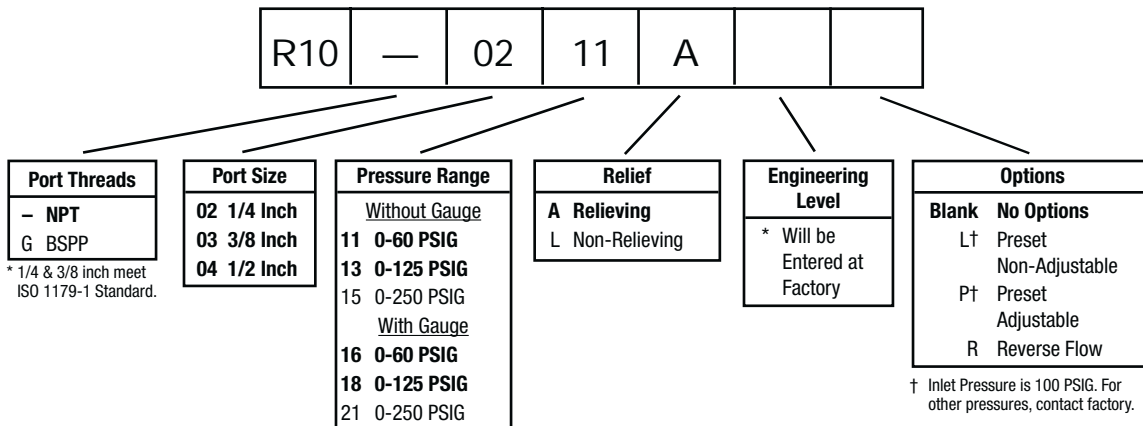 R10 — 02 11 A
Port Threads
– NPT
G BSPP
* 1/4 & 3/8 inch meet
ISO 1179-1 Standard.
Port Size
02 1/4 Inch
03 3/8 Inch
04 1/2 Inch
Pressure Range
Without Gauge
11 0-60 PSIG
13 0-125 PSIG
15 0-250 PSIG
With Gauge
16 0-60 PSIG
18 0-125 PSIG
21 0-250 PSIG
Relief
A Relieving
L Non-Relieving
Engineering
Level
* Will be
Entered at
Factory
Options
Blank No Options
L† Preset
Non-Adjustable
P† Preset
Adjustable
R Reverse Flow
† Inlet Pressure is 100 PSIG. For
other pressures, contact factory.